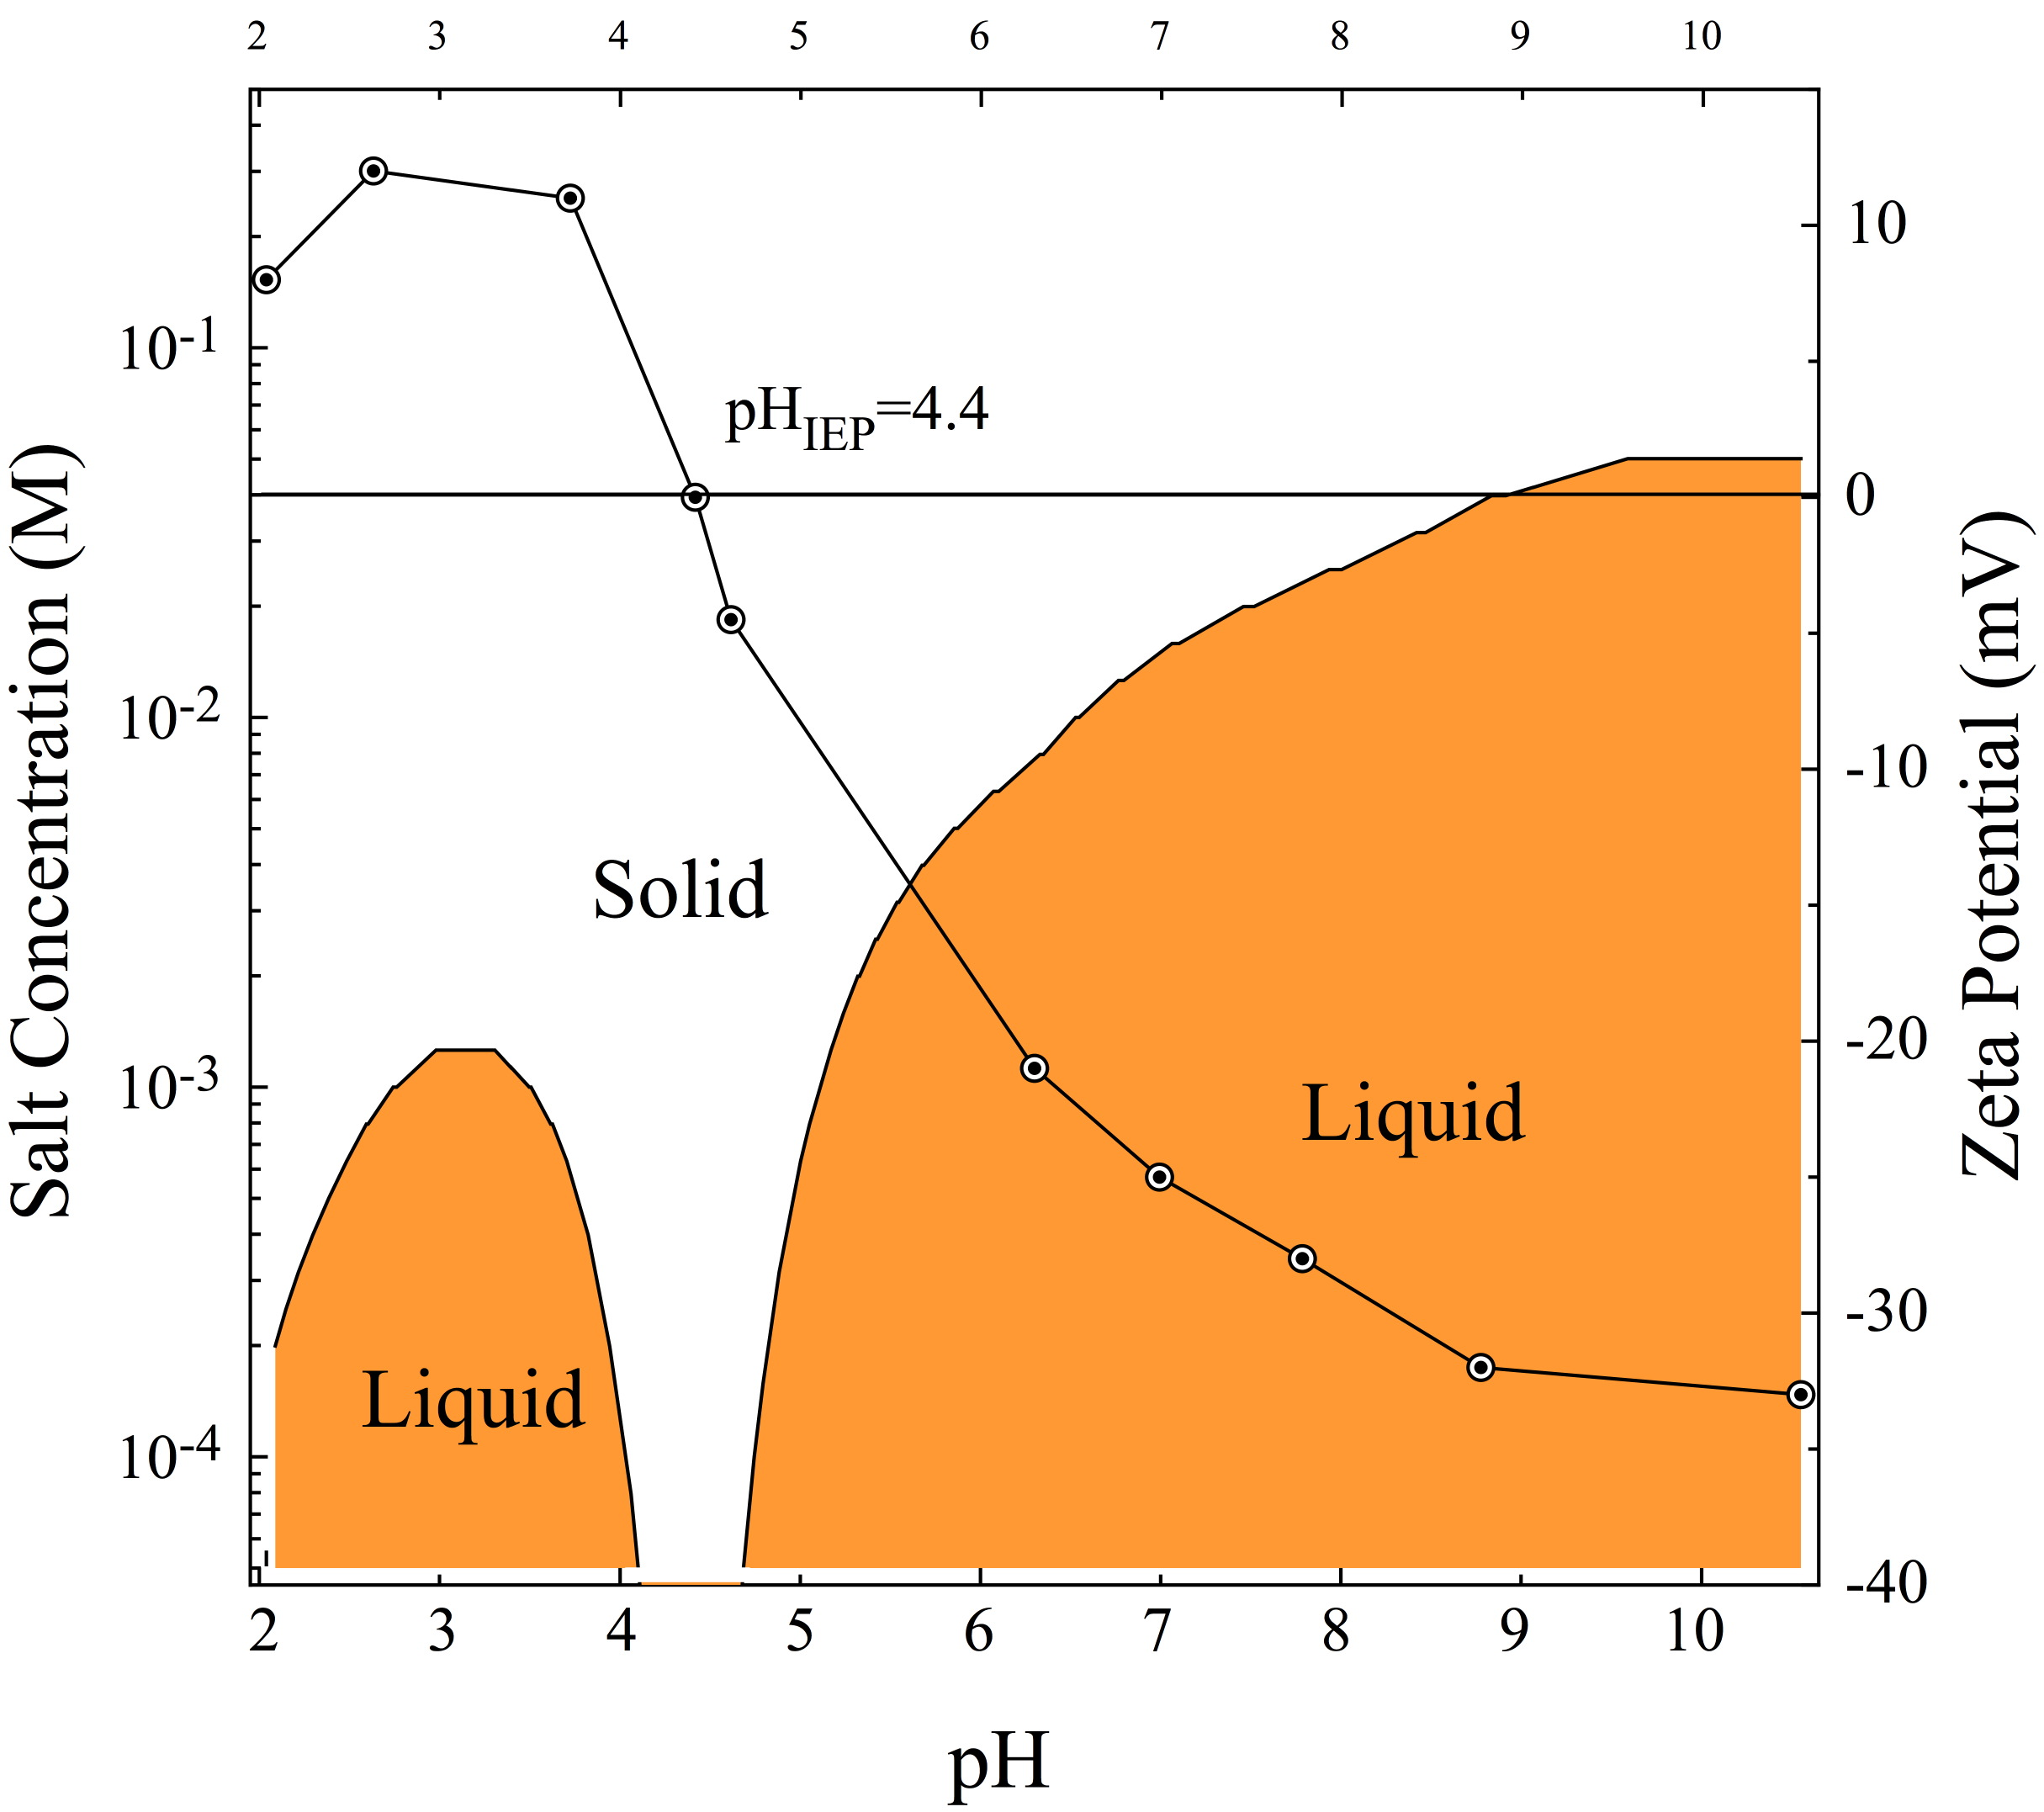 2 3 4 5 6 7 8 9 10
10
10-1
pHIEP=4.4
0
Salt Concentration (M)
Zeta Potential (mV)
10-2
-10
Solid
-20
10-3
Liquid
-30
Liquid
10-4
-40
2 3 4 5 6 7 8 9 10
pH